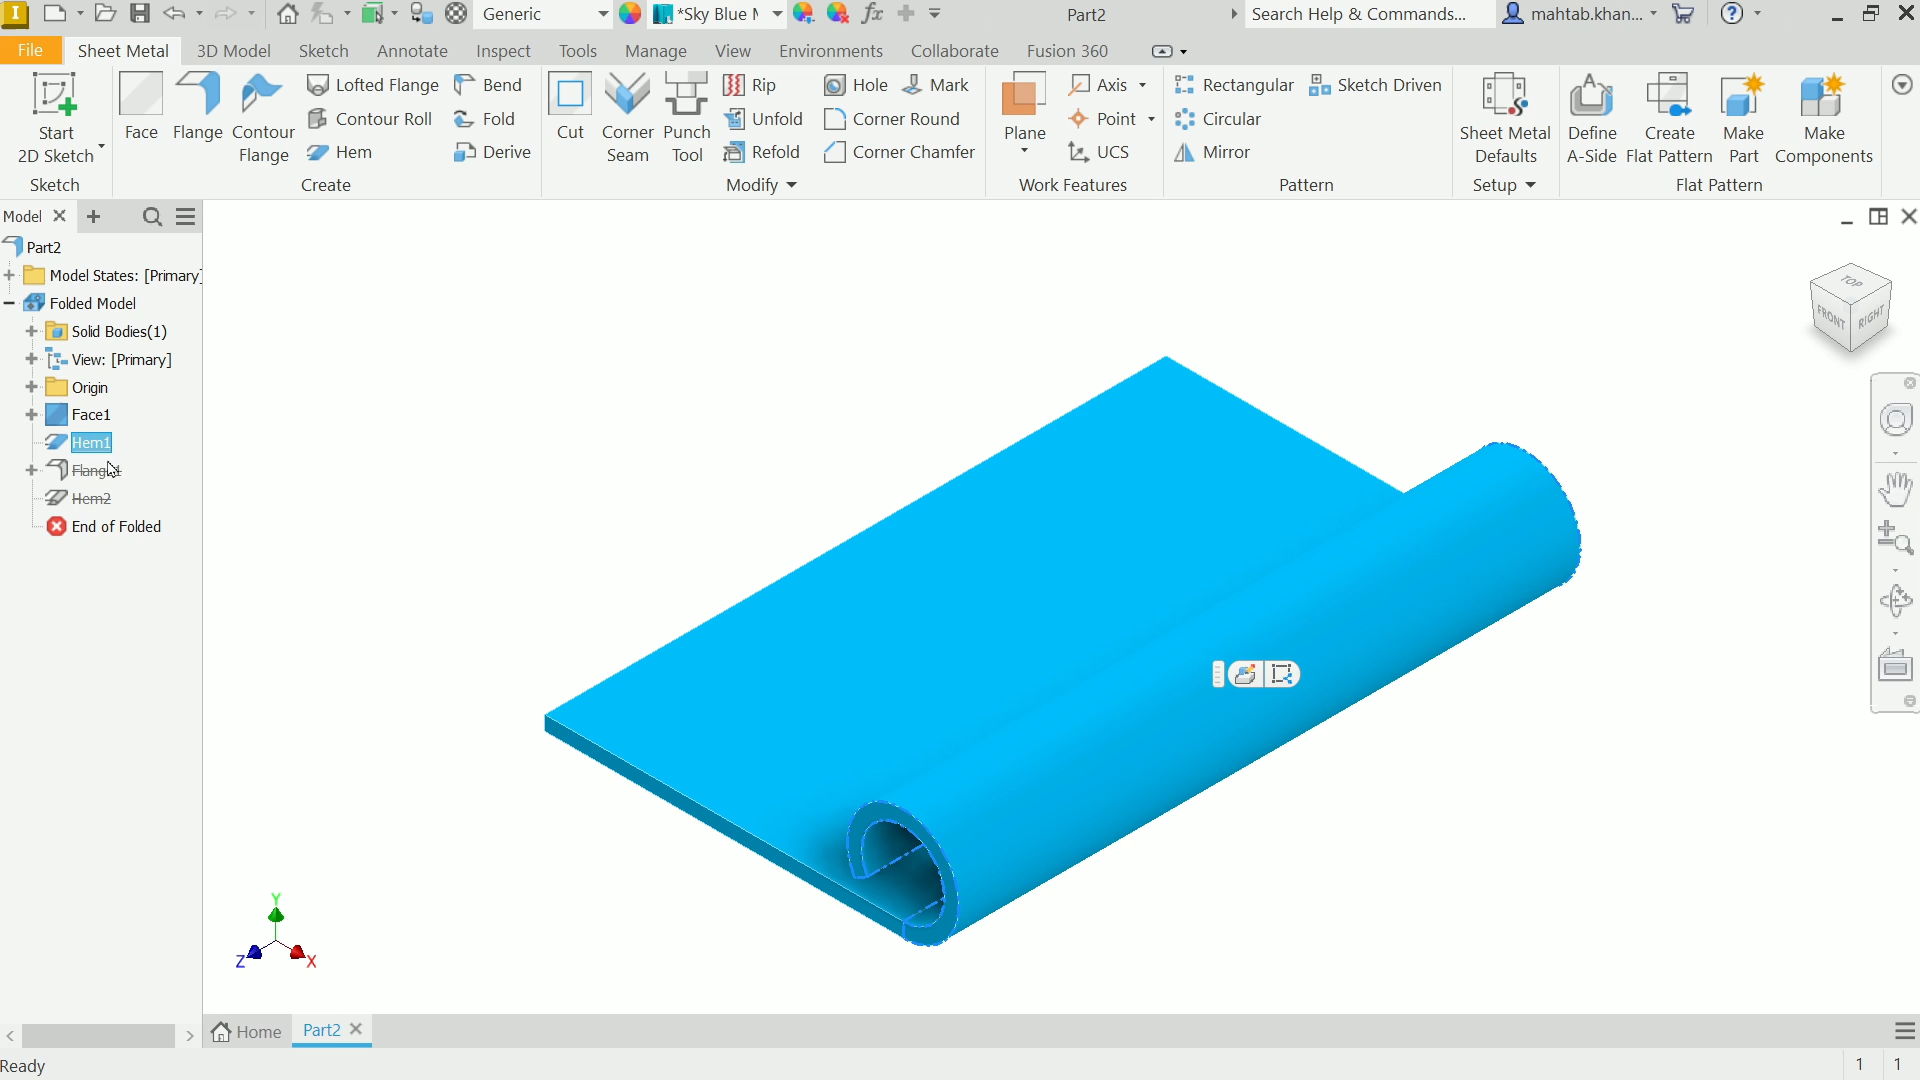 Generic
*Sky Blue M
Part2
Search Help & Commands...
mahtab.khan...
File
Sheet Metal
3D Model
Sketch
Annotate
Inspect
Tools
Manage
View
Environments
Collaborate
Fusion 360
Start
2D Sketch
Sketch
Face
Flange
Contour
Flange
Lofted Flange
Contour Roll
Hem
Bend
Fold
Derive
Create
Cut
Corner
Seam
Punch
Tool
Rip
Unfold
Refold
Hole
Mark
Corner Round
Corner Chamfer
Modify
Plane
Axis
Point
UCS
Work Features
Rectangular
Sketch Driven
Circular
Mirror
Pattern
Sheet Metal
Defaults
Setup
Define
A-Side
Create
Flat Pattern
Make
Part
Make
Components
Flat Pattern
Model
Part2
Model States: [Primary]
Folded Model
Solid Bodies(1)
View: [Primary]
Origin
Face1
Hem1
Flange1
Hem2
End of Folded
TOP
FRONT
RIGHT
Y
Z
X
Home
Part2
Ready
1
1